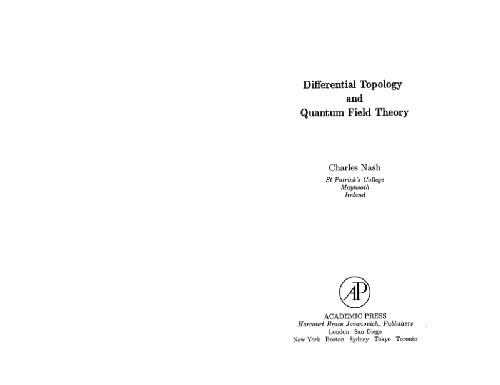 Differential Topology
and
Quantum Field Theory
Charles Nash
St Patrick's College
Maynooth
Ireland
AP
ACADEMIC PRESS
Harcourt Brace Jovanovich, Publishers
London San Diego
New York Boston Sydney Tokyo Toronto